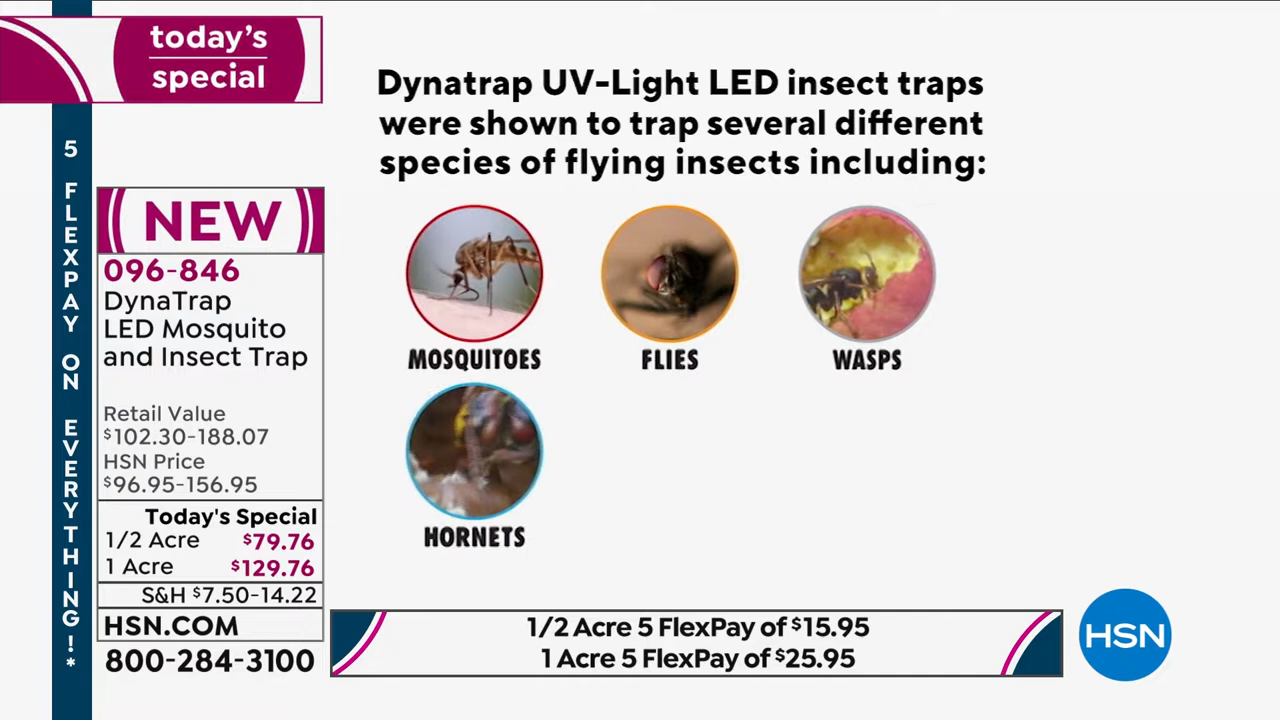 today's
special
5 FLEXPAY ON EVERYTHING!*
NEW
096-846
DynaTrap
LED Mosquito
and Insect Trap
Retail Value
$102.30-188.07
HSN Price
$96.95-156.95
Today's Special
1/2 Acre $79.76
1 Acre $129.76
S&H $7.50-14.22
HSN.COM
800-284-3100
Dynatrap UV-Light LED insect traps
were shown to trap several different
species of flying insects including:
MOSQUITOES
FLIES
WASPS
HORNETS
1/2 Acre 5 FlexPay of $15.95
1 Acre 5 FlexPay of $25.95
HSN